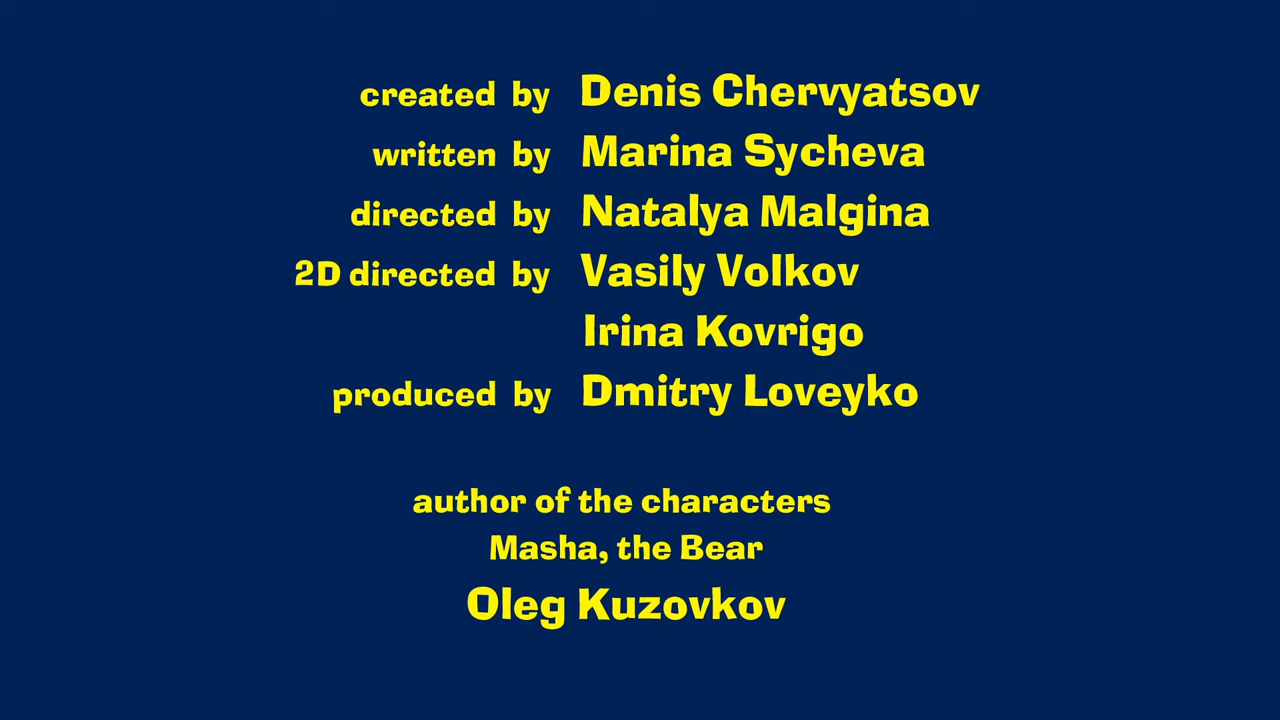 created by Denis Chervyatsov
written by Marina Sycheva
directed by Natalya Malgina
2D directed by Vasily Volkov
Irina Kovrigo
produced by Dmitry Loveyko
author of the characters
Masha, the Bear
Oleg Kuzovkov